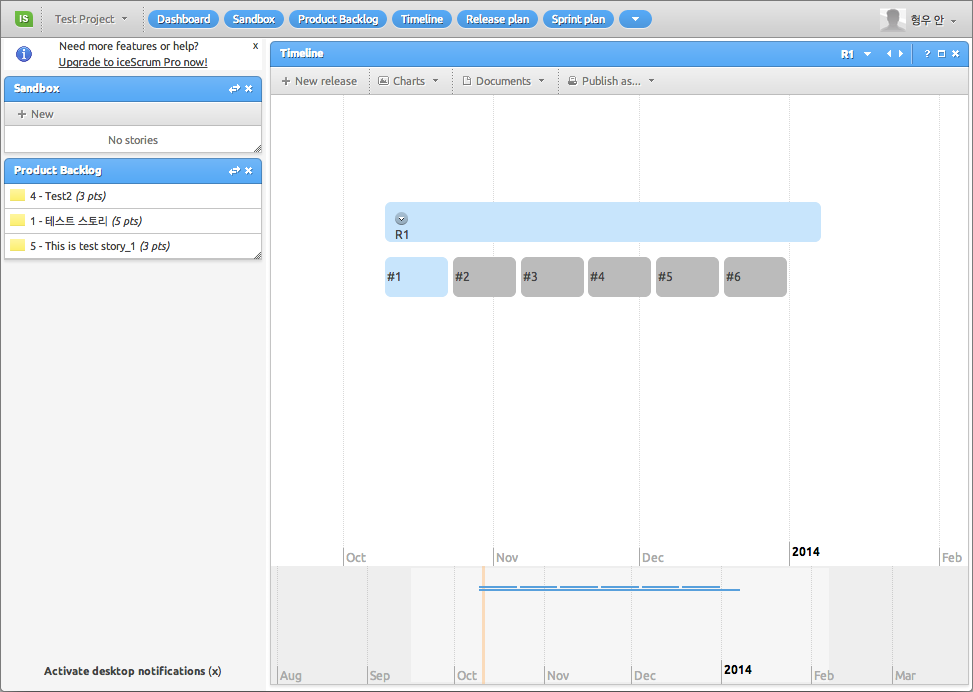 IS Test Project Dashboard Sandbox Product Backlog Timeline Release plan Sprint plan 형우 안
Need more features or help? x
Upgrade to iceScrum Pro now!
Sandbox
+ New
No stories
Product Backlog
4 - Test2 (3 pts)
1 - 테스트 스토리 (5 pts)
5 - This is test story_1 (3 pts)
Activate desktop notifications (x)
Timeline R1 ?
+ New release Charts Documents Publish as...
R1
#1 #2 #3 #4 #5 #6
Oct Nov Dec 2014 Feb
Aug Sep Oct Nov Dec 2014 Feb Mar